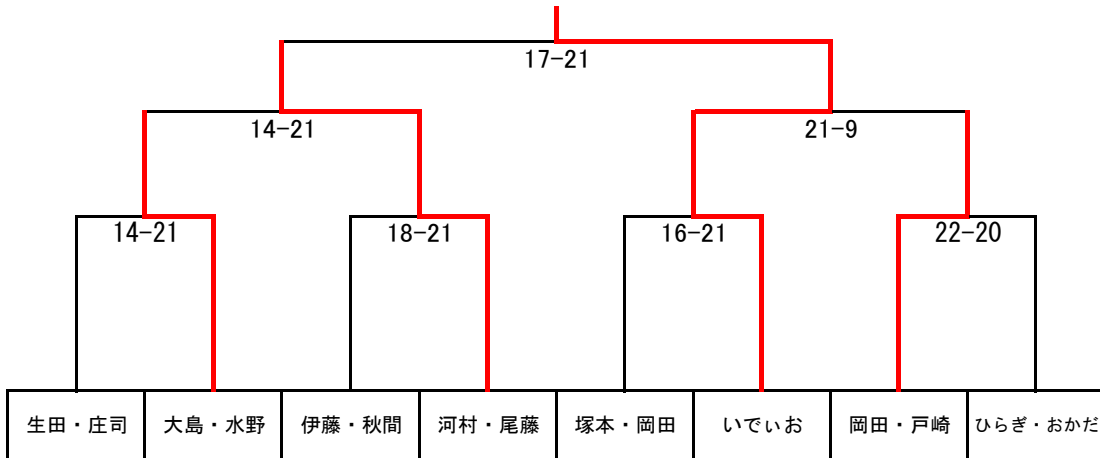 17-21
14-21
21-9
14-21
18-21
16-21
22-20
生田・庄司
大島・水野
伊藤・秋間
河村・尾藤
塚本・岡田
いでぃお
岡田・戸崎
ひらぎ・おかだ